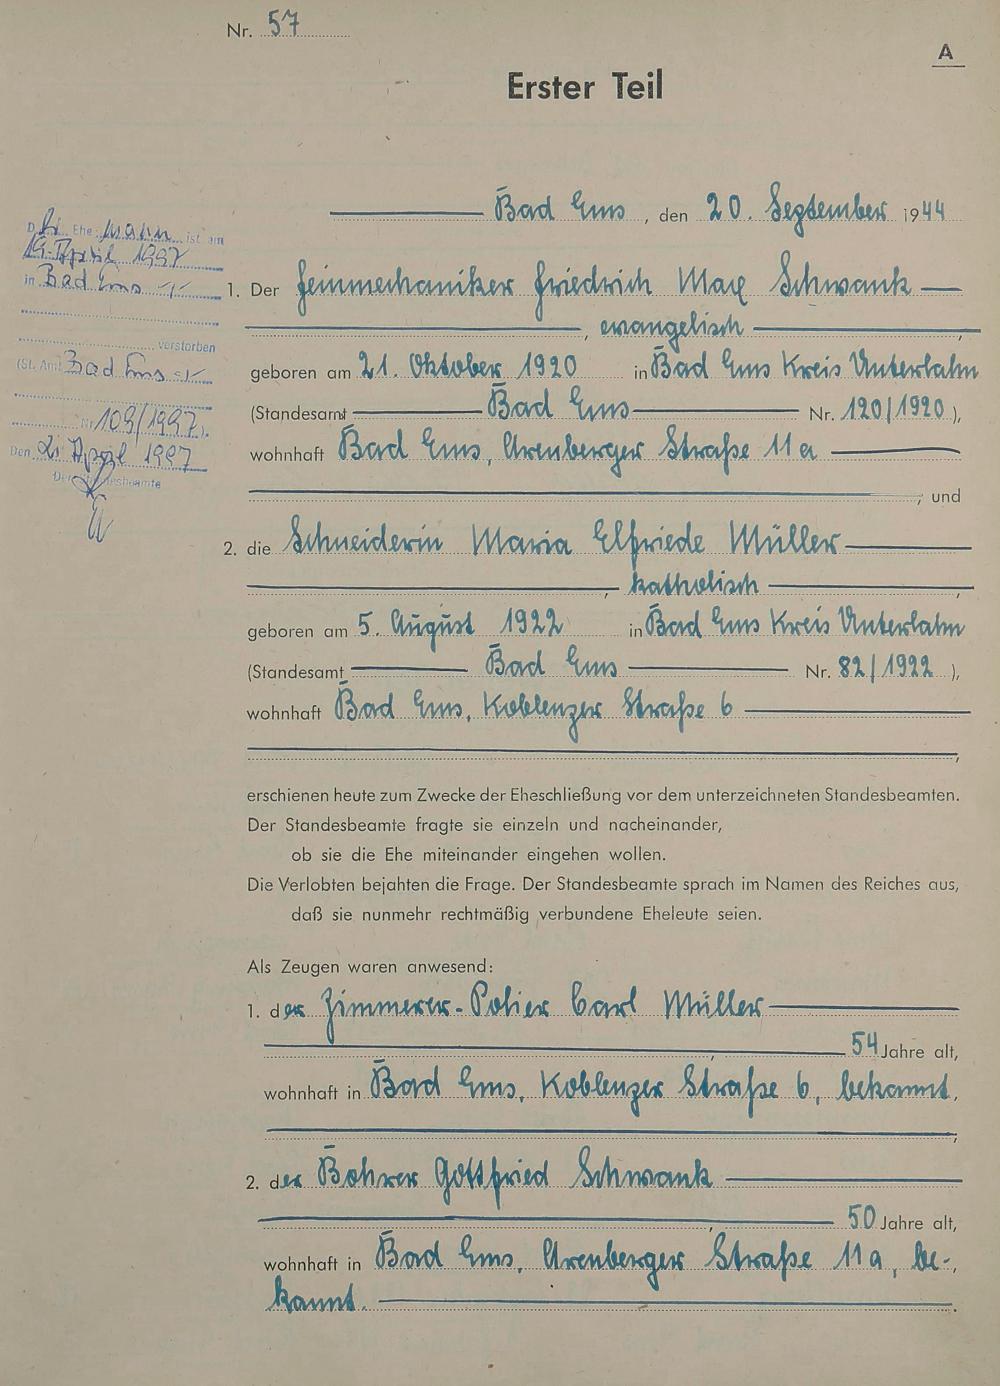 Nr. 57
A
Erster Teil
Bad Ems, den 20. September 1944
Ehemann ist am
19. April 1997
in Bad Ems
verstorben
(St. Amt Bad Ems
Nr. 109/1997).
Den 21. April 1997
Der Standesbeamte
1. Der Feinmechaniker Friedrich Max Schwank
, evangelisch,
geboren am 21. Oktober 1920 in Bad Ems Kreis Unterlahn
(Standesamt Bad Ems Nr. 120/1920),
wohnhaft Bad Ems, Arenberger Straße 11a
, und
2. die Schneiderin Maria Elfriede Müller
, katholisch,
geboren am 5. August 1922 in Bad Ems Kreis Unterlahn
(Standesamt Bad Ems Nr. 82/1922),
wohnhaft Bad Ems, Koblenzer Straße 6
,
erschienen heute zum Zwecke der Eheschließung vor dem unterzeichneten Standesbeamten.
Der Standesbeamte fragte sie einzeln und nacheinander,
ob sie die Ehe miteinander eingehen wollen.
Die Verlobten bejahten die Frage. Der Standesbeamte sprach im Namen des Reiches aus,
daß sie nunmehr rechtmäßig verbundene Eheleute seien.
Als Zeugen waren anwesend:
1. der Zimmerer-Polier Carl Müller
, 54 Jahre alt,
wohnhaft in Bad Ems, Koblenzer Straße 6, bekannt,
,
2. der Bohrer Gottfried Schwank
, 50 Jahre alt,
wohnhaft in Bad Ems, Arenberger Straße 11a, be-,
kannt.